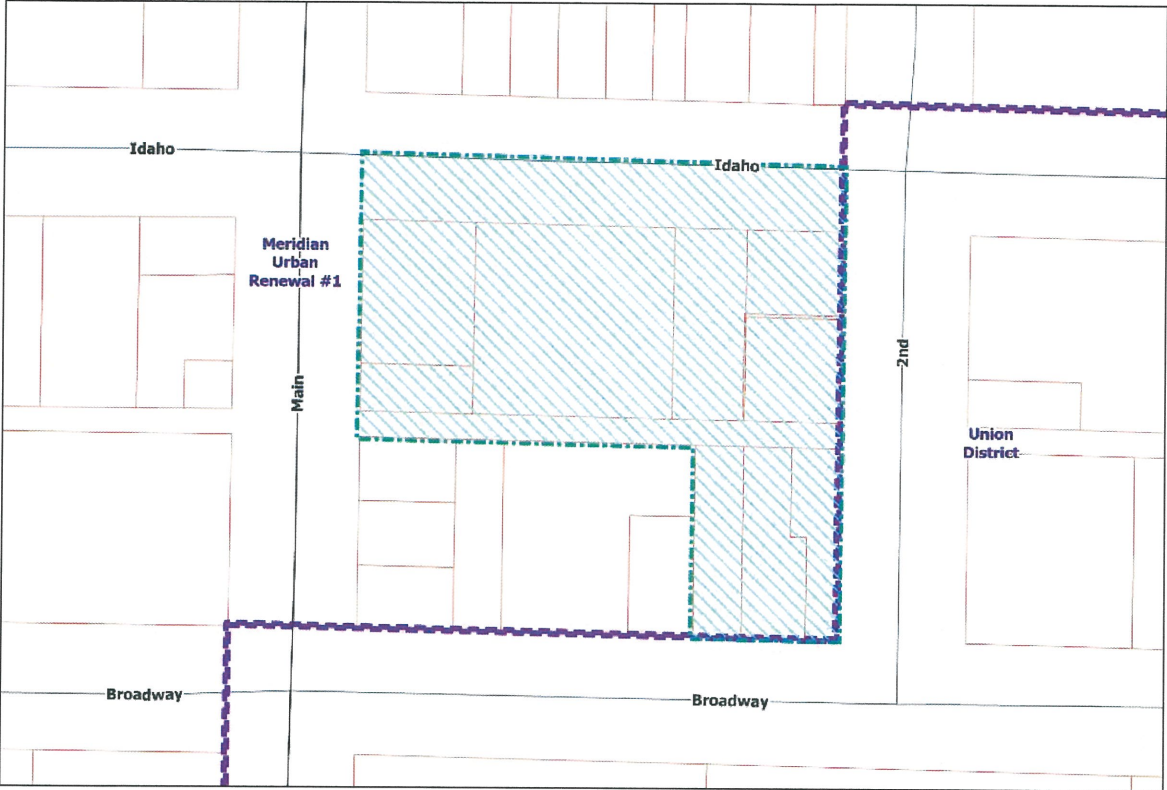 Idaho
Idaho
Meridian
Urban
Renewal #1
2nd
Main
Union
District
Broadway
Broadway